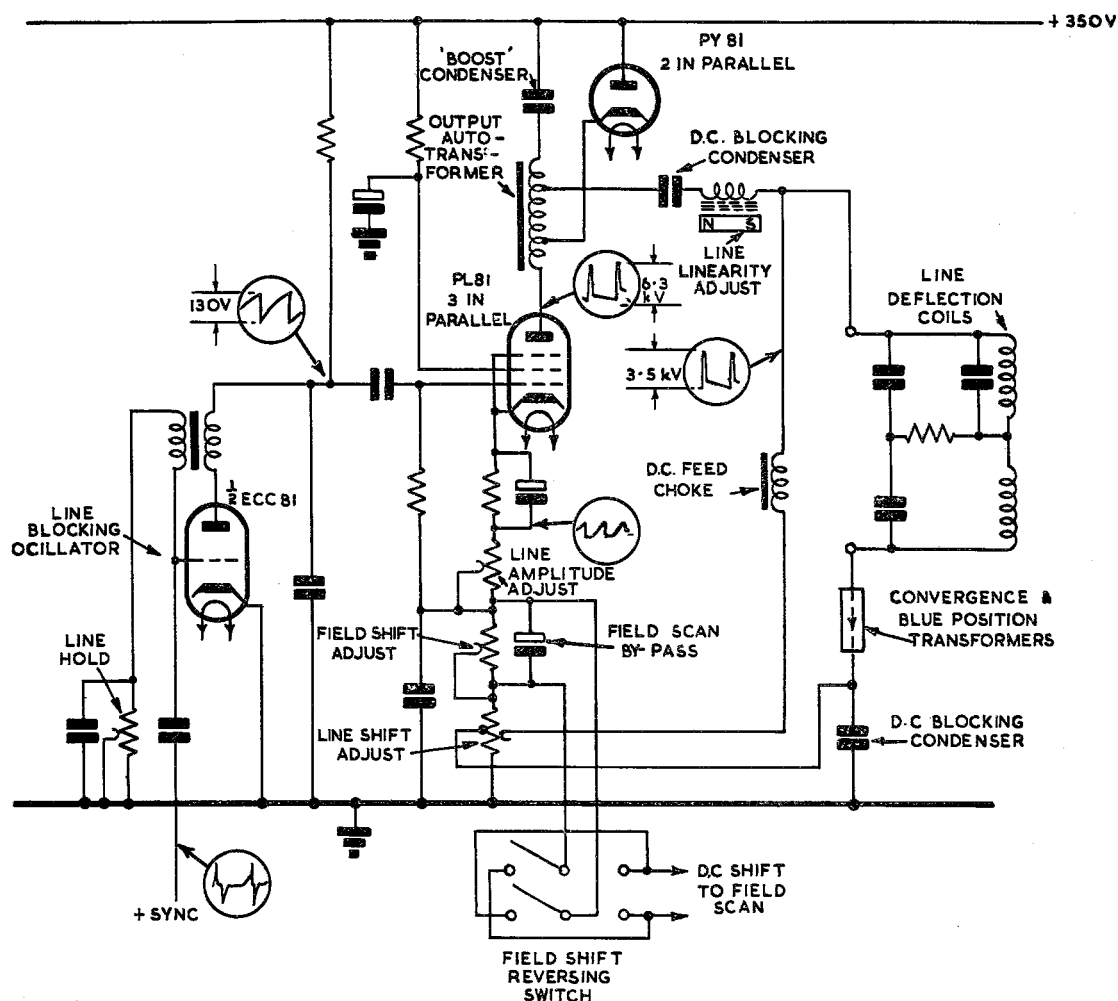 + 350V
PY 81
2 IN PARALLEL
'BOOST'
CONDENSER
OUTPUT
AUTO-
TRANS-
FORMER
D.C. BLOCKING
CONDENSER
N S
LINE
LINEARITY
ADJUST
PL81
3 IN
PARALLEL
6·3
kV
LINE
DEFLECTION
COILS
130V
3·5 kV
D.C. FEED
CHOKE
½ ECC 81
LINE
BLOCKING
OCILLATOR
LINE
AMPLITUDE
ADJUST
FIELD SHIFT
ADJUST
FIELD SCAN
BY-PASS
CONVERGENCE &
BLUE POSITION
TRANSFORMERS
LINE
HOLD
LINE SHIFT
ADJUST
D.C BLOCKING
CONDENSER
+ SYNC
D.C SHIFT
TO FIELD
SCAN
FIELD SHIFT
REVERSING
SWITCH